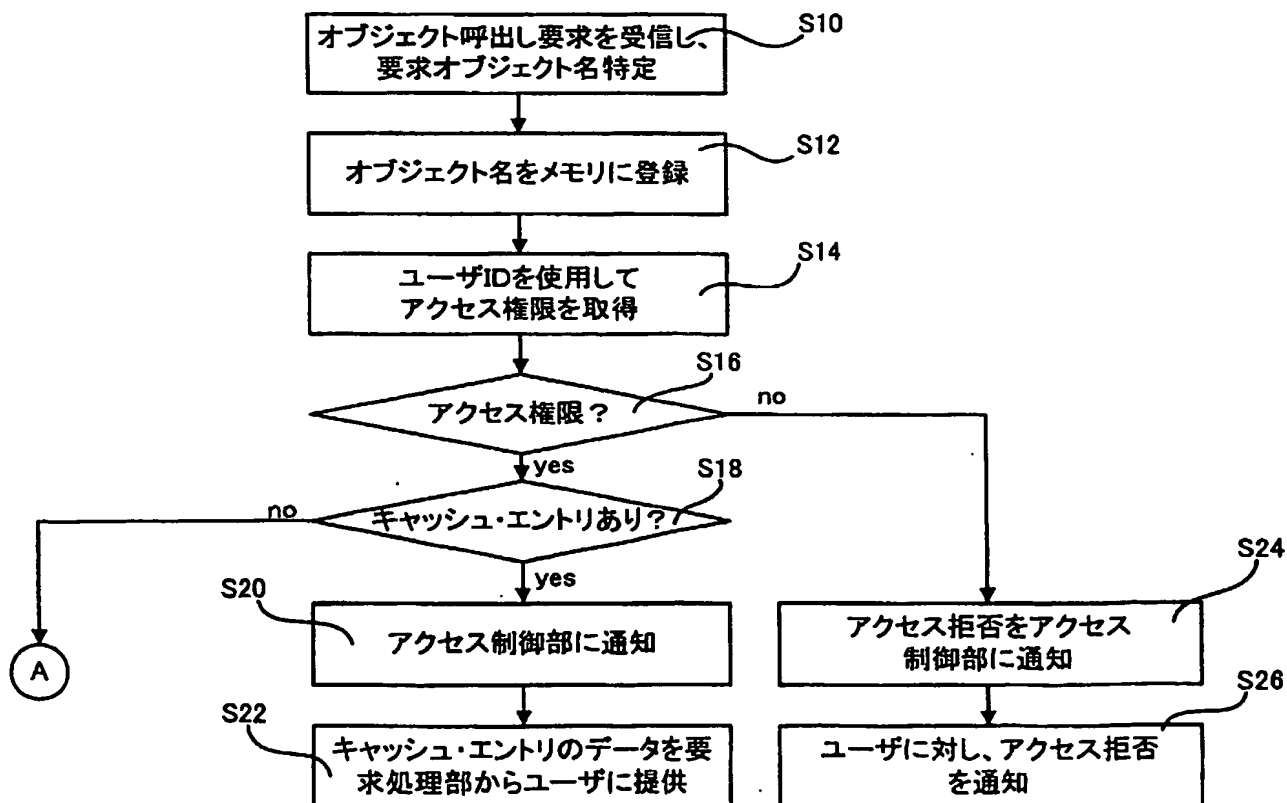 オブジェクト呼出し要求を受信し、
要求オブジェクト名特定
S10
オブジェクト名をメモリに登録
S12
ユーザIDを使用して
アクセス権限を取得
S14
アクセス権限?
S16
no
yes
キャッシュ・エントリあり?
S18
no
yes
A
S20
アクセス制御部に通知
S24
アクセス拒否をアクセス
制御部に通知
S22
キャッシュ・エントリのデータを要
求処理部からユーザに提供
S26
ユーザに対し、アクセス拒否
を通知